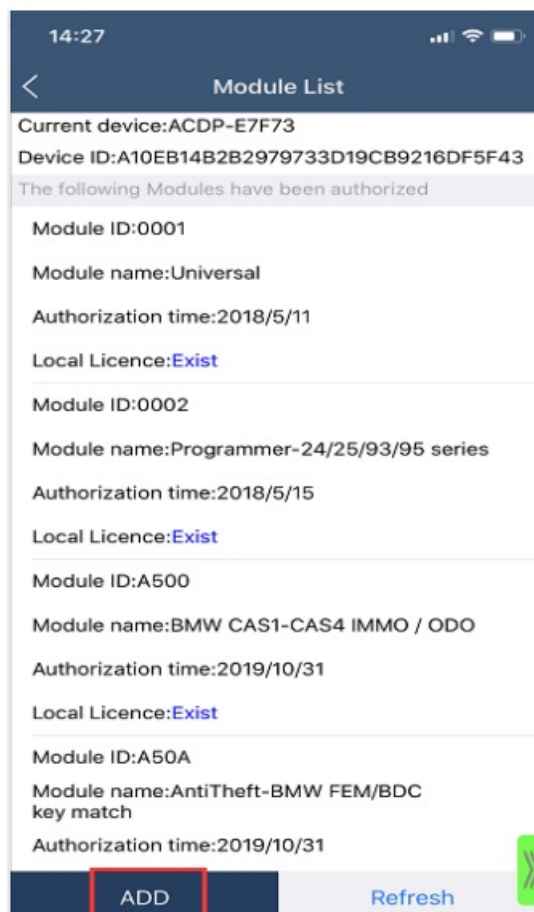 14:27
Module List
Current device:ACDP-E7F73
Device ID:A10EB14B2B2979733D19CB9216DF5F43
The following Modules have been authorized
Module ID:0001
Module name:Universal
Authorization time:2018/5/11
Local Licence:Exist
Module ID:0002
Module name:Programmer-24/25/93/95 series
Authorization time:2018/5/15
Local Licence:Exist
Module ID:A500
Module name:BMW CAS1-CAS4 IMMO / ODO
Authorization time:2019/10/31
Local Licence:Exist
Module ID:A50A
Module name:AntiTheft-BMW FEM/BDC
key match
Authorization time:2019/10/31
ADD
Refresh